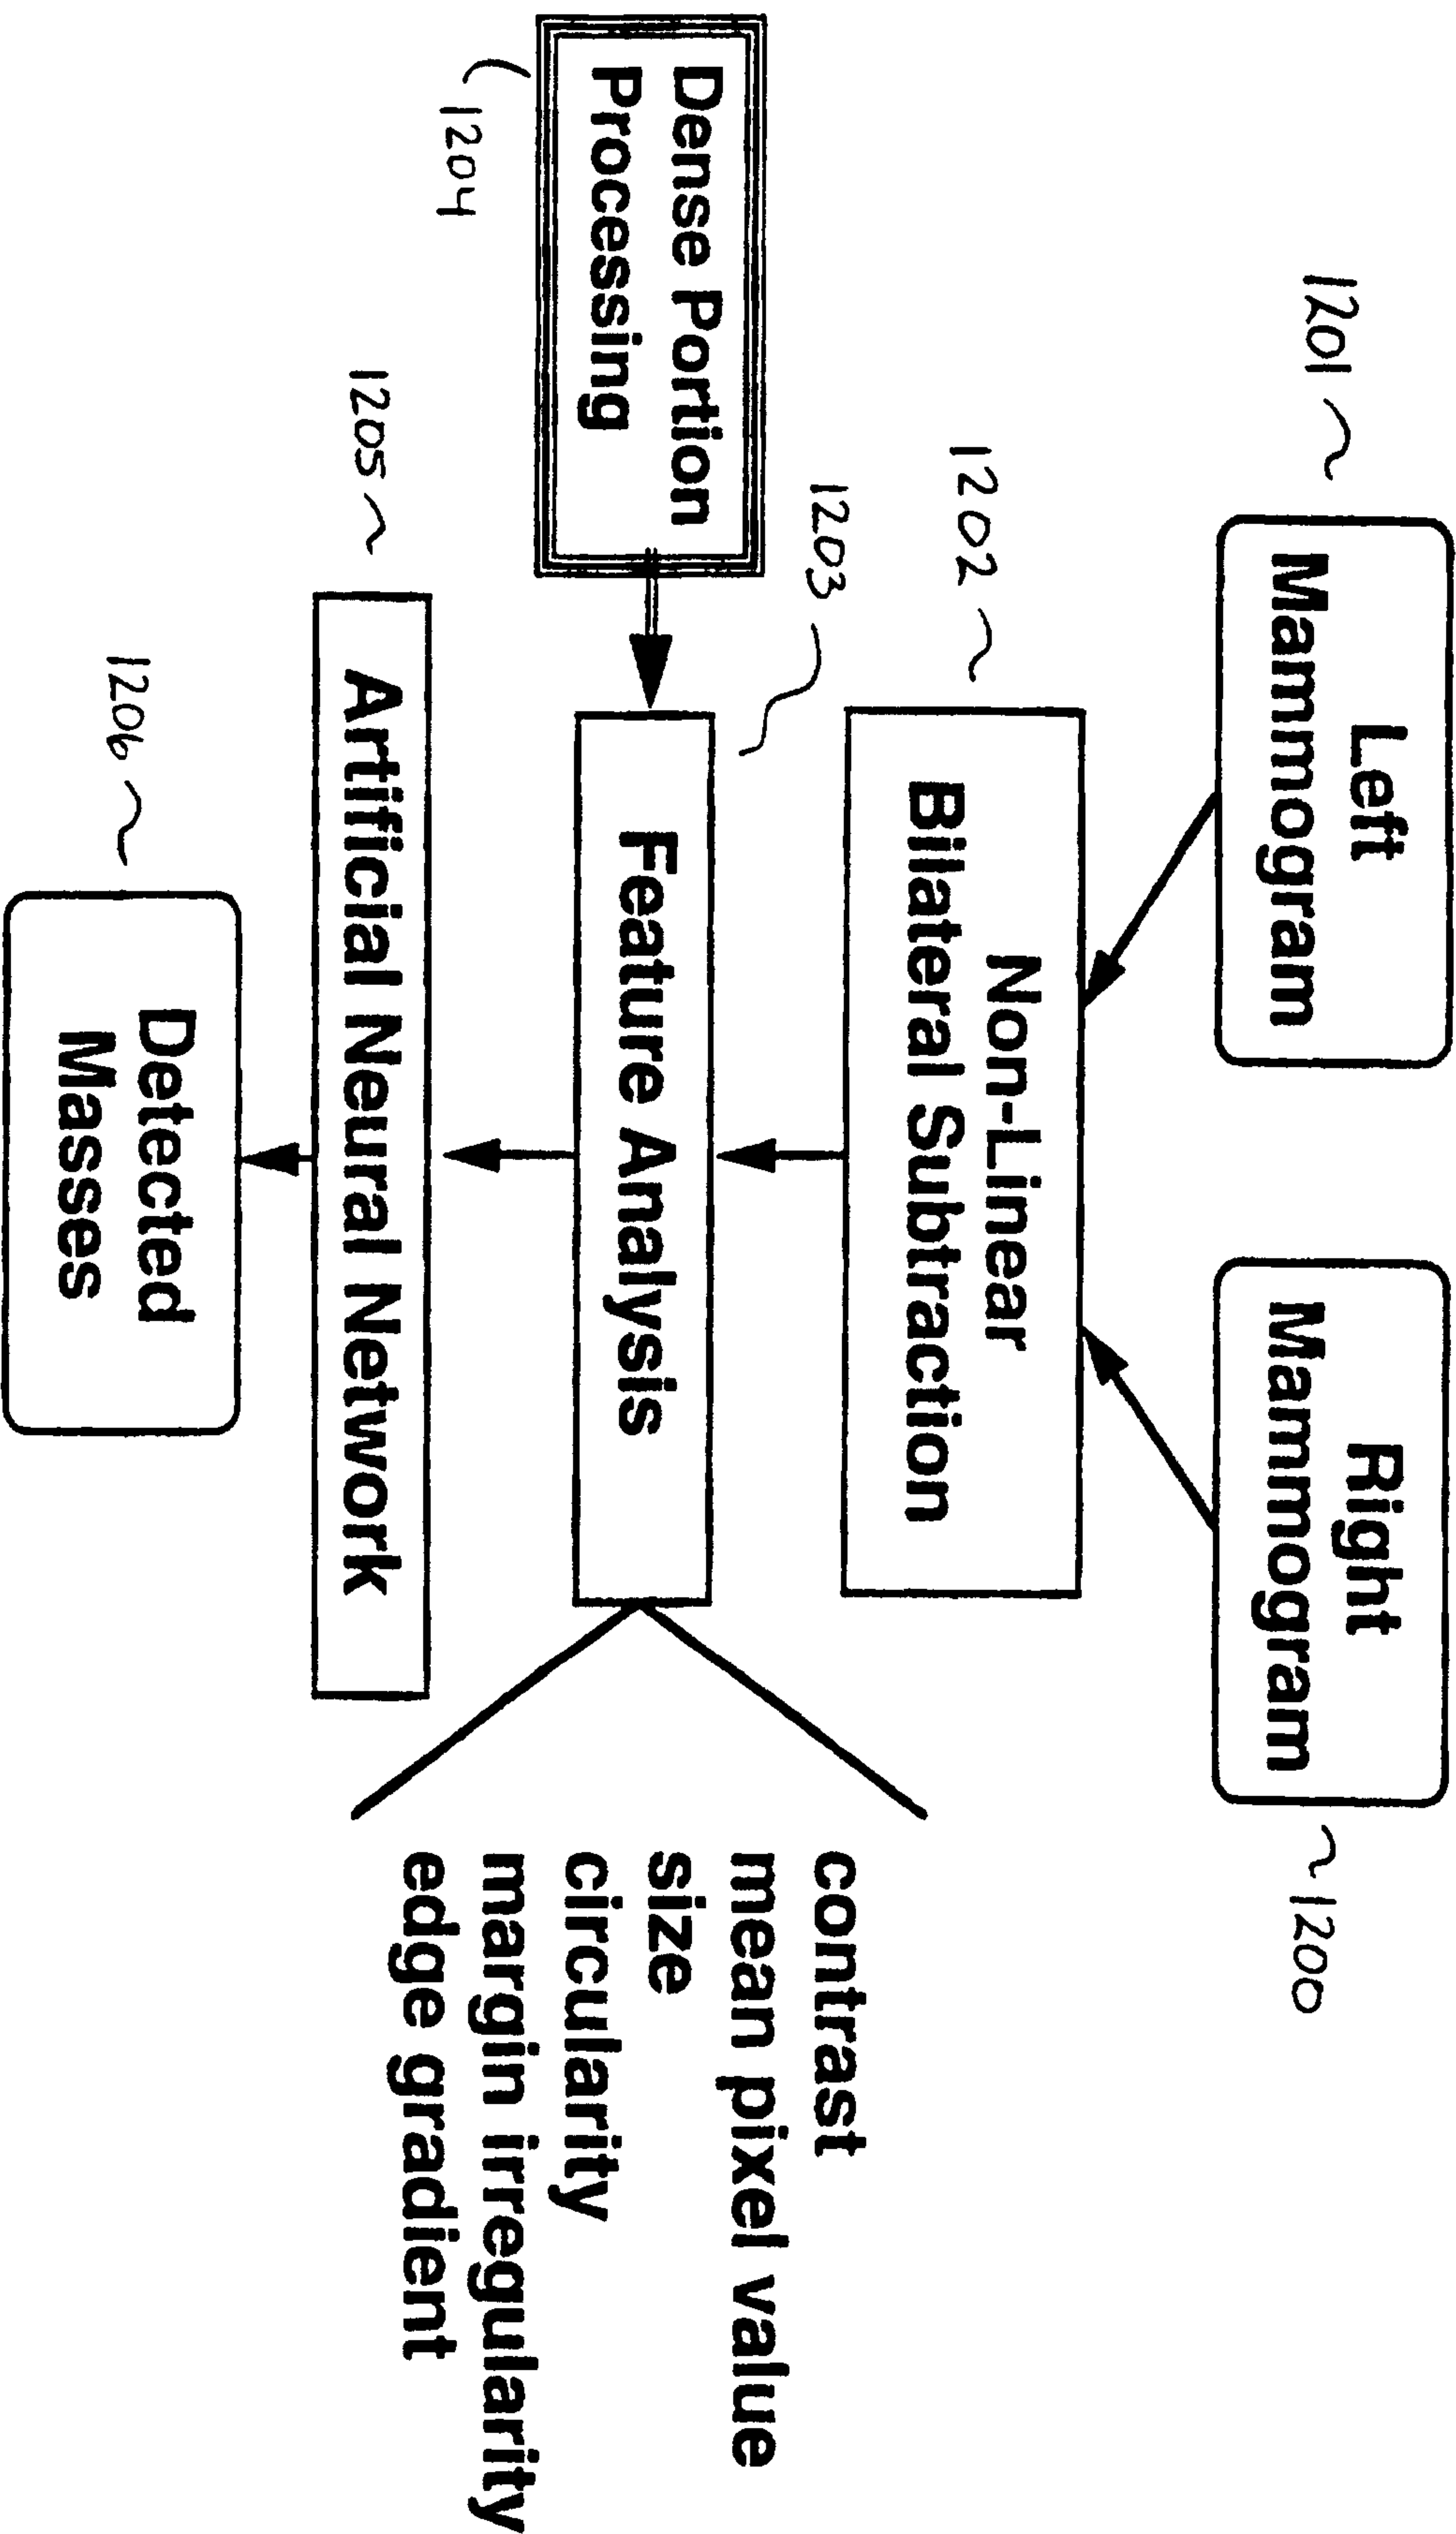 1201
Left
Mammogram
Right
Mammogram
1200
1202
Non-Linear
Bilateral Subtraction
1203
Dense Portion
Processing
1204
Feature Analysis
contrast
mean pixel value
size
circularity
margin irregularity
edge gradient
1205
Artificial Neural Network
1206
Detected
Masses